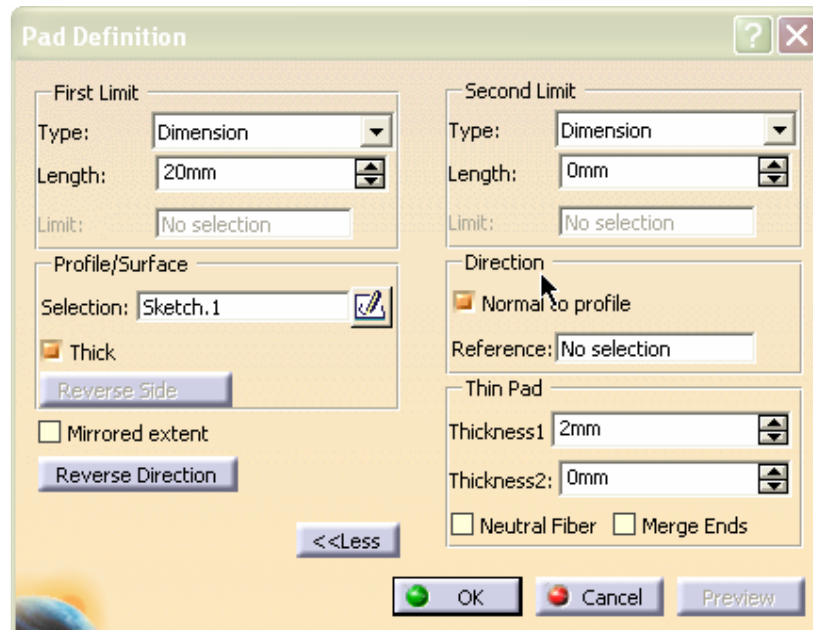 Pad Definition
First Limit
Type: Dimension
Length: 20mm
Limit: No selection
Profile/Surface
Selection: Sketch.1
Thick
Reverse Side
Mirrored extent
Reverse Direction
<<Less
Second Limit
Type: Dimension
Length: 0mm
Limit: No selection
Direction
Normal to profile
Reference: No selection
Thin Pad
Thickness1 2mm
Thickness2: 0mm
Neutral Fiber Merge Ends
OK Cancel Preview